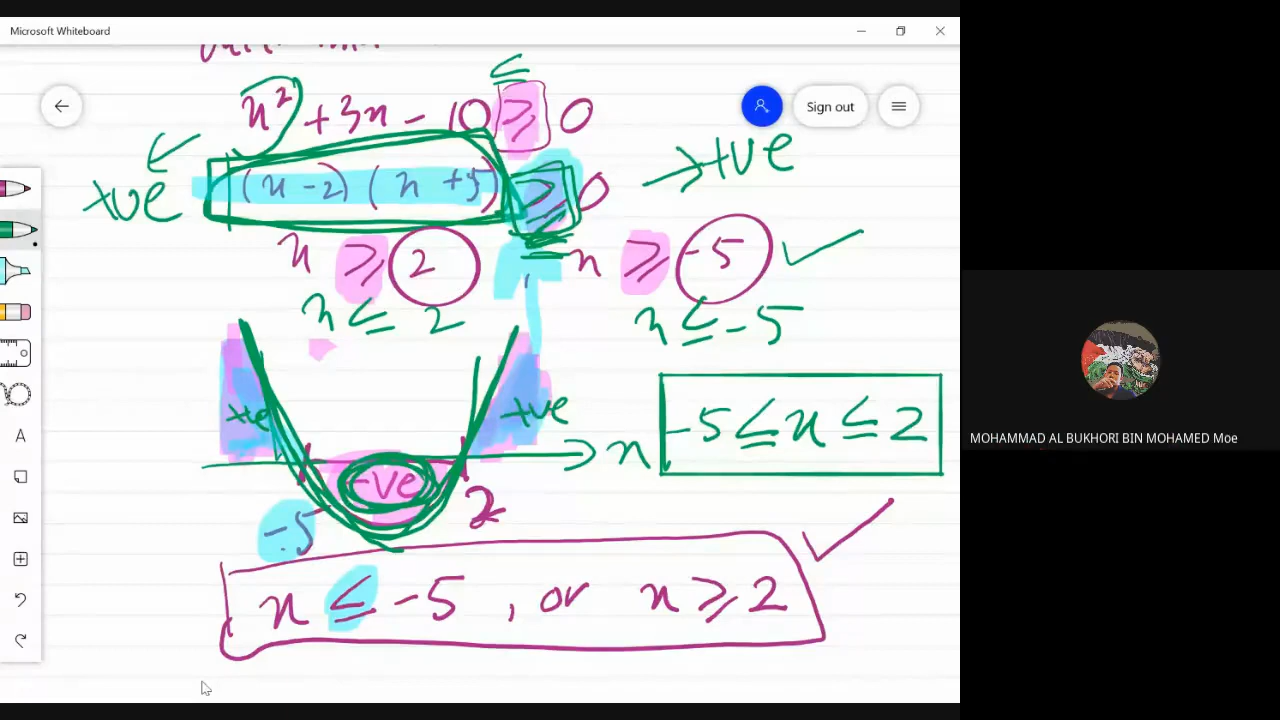 Microsoft Whiteboard
Sign out
≤
x² + 3x - 10 ≥ 0
+ve
(x - 2) (x + 5) ≥ 0
→ +ve
x ≥ 2
x ≥ -5 ✓
x ≤ 2
x ≤ -5
+ve
+ve
-5 ≤ x ≤ 2
x
-ve
-5
2
x ≤ -5 , or x ≥ 2 ✓
A
MOHAMMAD AL BUKHORI BIN MOHAMED Moe